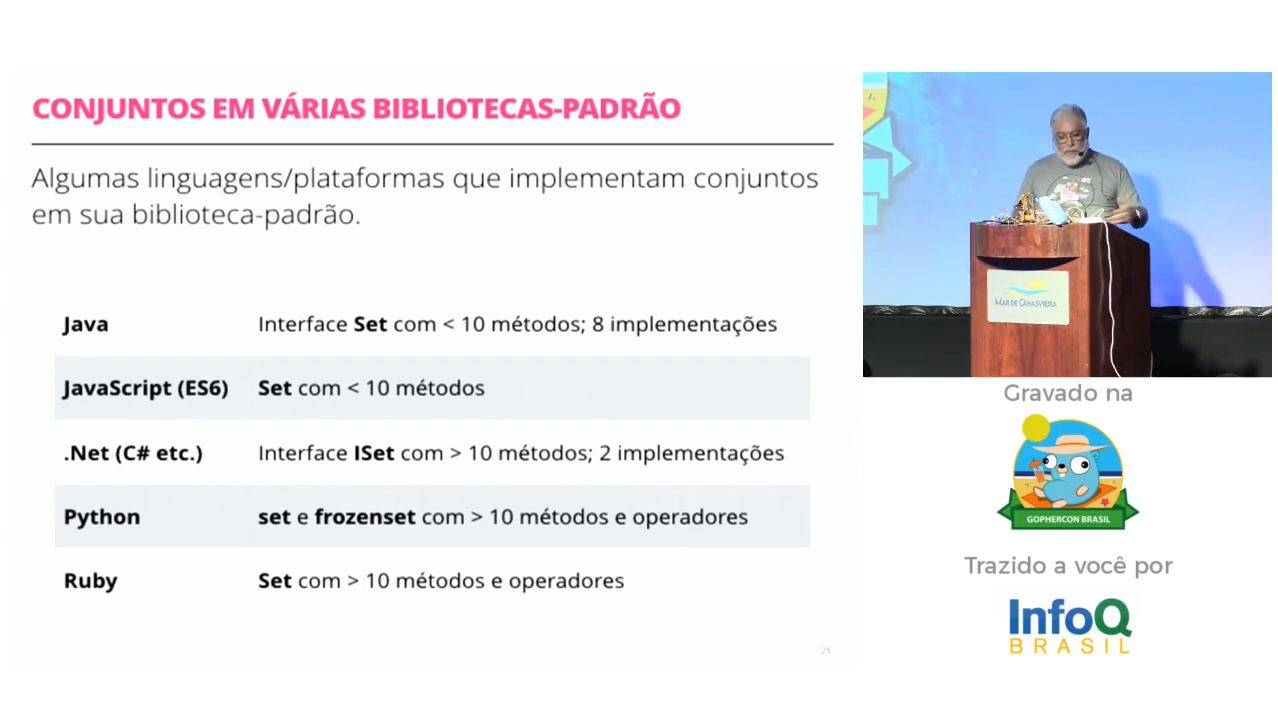 CONJUNTOS EM VÁRIAS BIBLIOTECAS-PADRÃO
Algumas linguagens/plataformas que implementam conjuntos
em sua biblioteca-padrão.
Java Interface Set com < 10 métodos; 8 implementações
JavaScript (ES6) Set com < 10 métodos
.Net (C# etc.) Interface ISet com > 10 métodos; 2 implementações
Python set e frozenset com > 10 métodos e operadores
Ruby Set com > 10 métodos e operadores
MAR DE CANASVIEIRA
Gravado na
GOPHERCON BRASIL
Trazido a você por
InfoQ
BRASIL